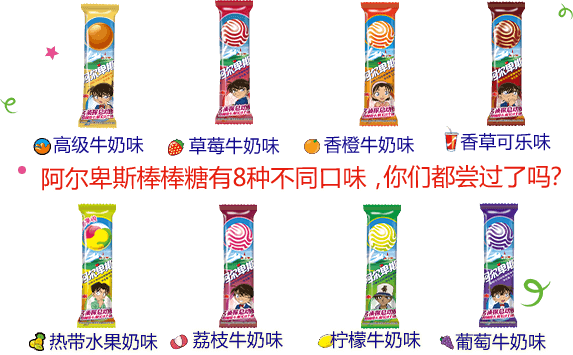 高级牛奶味 草莓牛奶味 香橙牛奶味 香草可乐味
阿尔卑斯棒棒糖有8种不同口味,你们都尝过了吗?
热带水果奶味 荔枝牛奶味 柠檬牛奶味 葡萄牛奶味